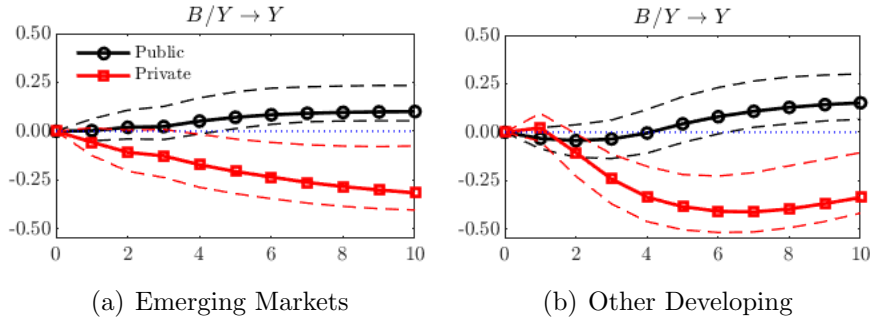 B/Y → Y
0.50
0.25
0.00
-0.25
-0.50
Public
Private
0 2 4 6 8 10
(a) Emerging Markets
B/Y → Y
0.50
0.25
0.00
-0.25
-0.50
0 2 4 6 8 10
(b) Other Developing